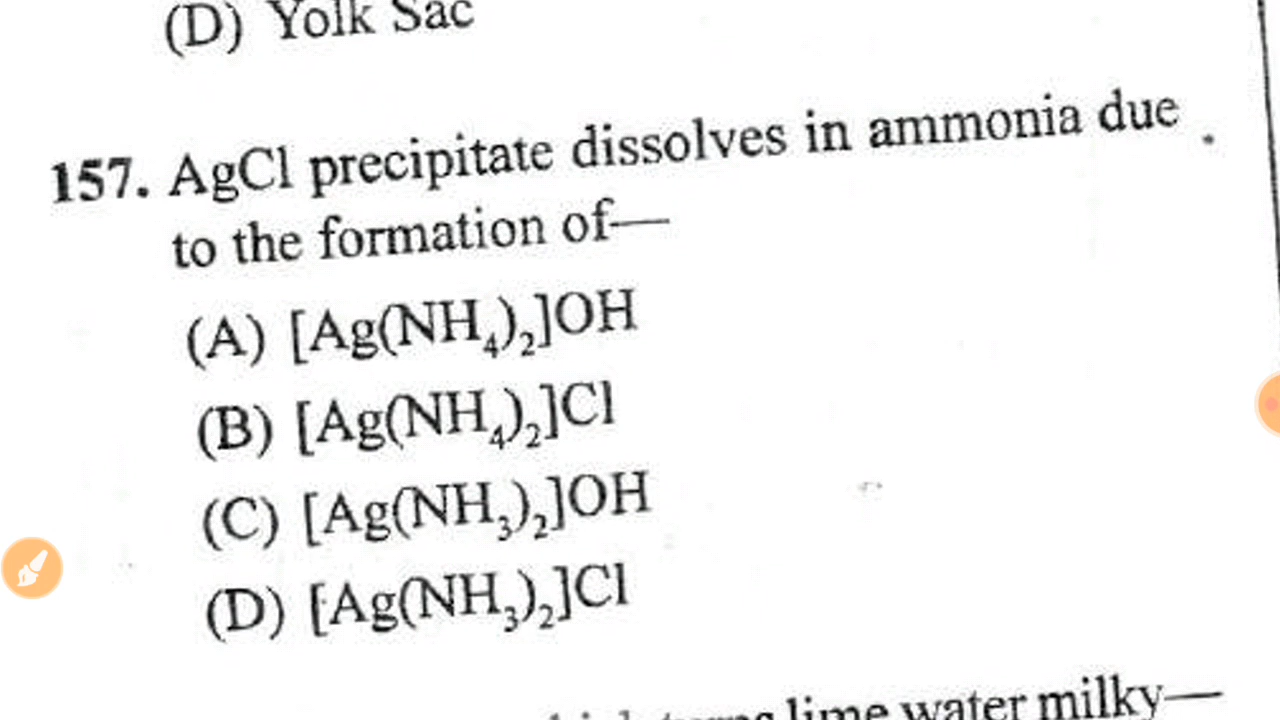 (D) Yolk Sac
157. AgCl precipitate dissolves in ammonia due
to the formation of—
(A) [Ag(NH₄)₂]OH
(B) [Ag(NH₄)₂]Cl
(C) [Ag(NH₃)₂]OH
(D) [Ag(NH₃)₂]Cl
lime water milky—